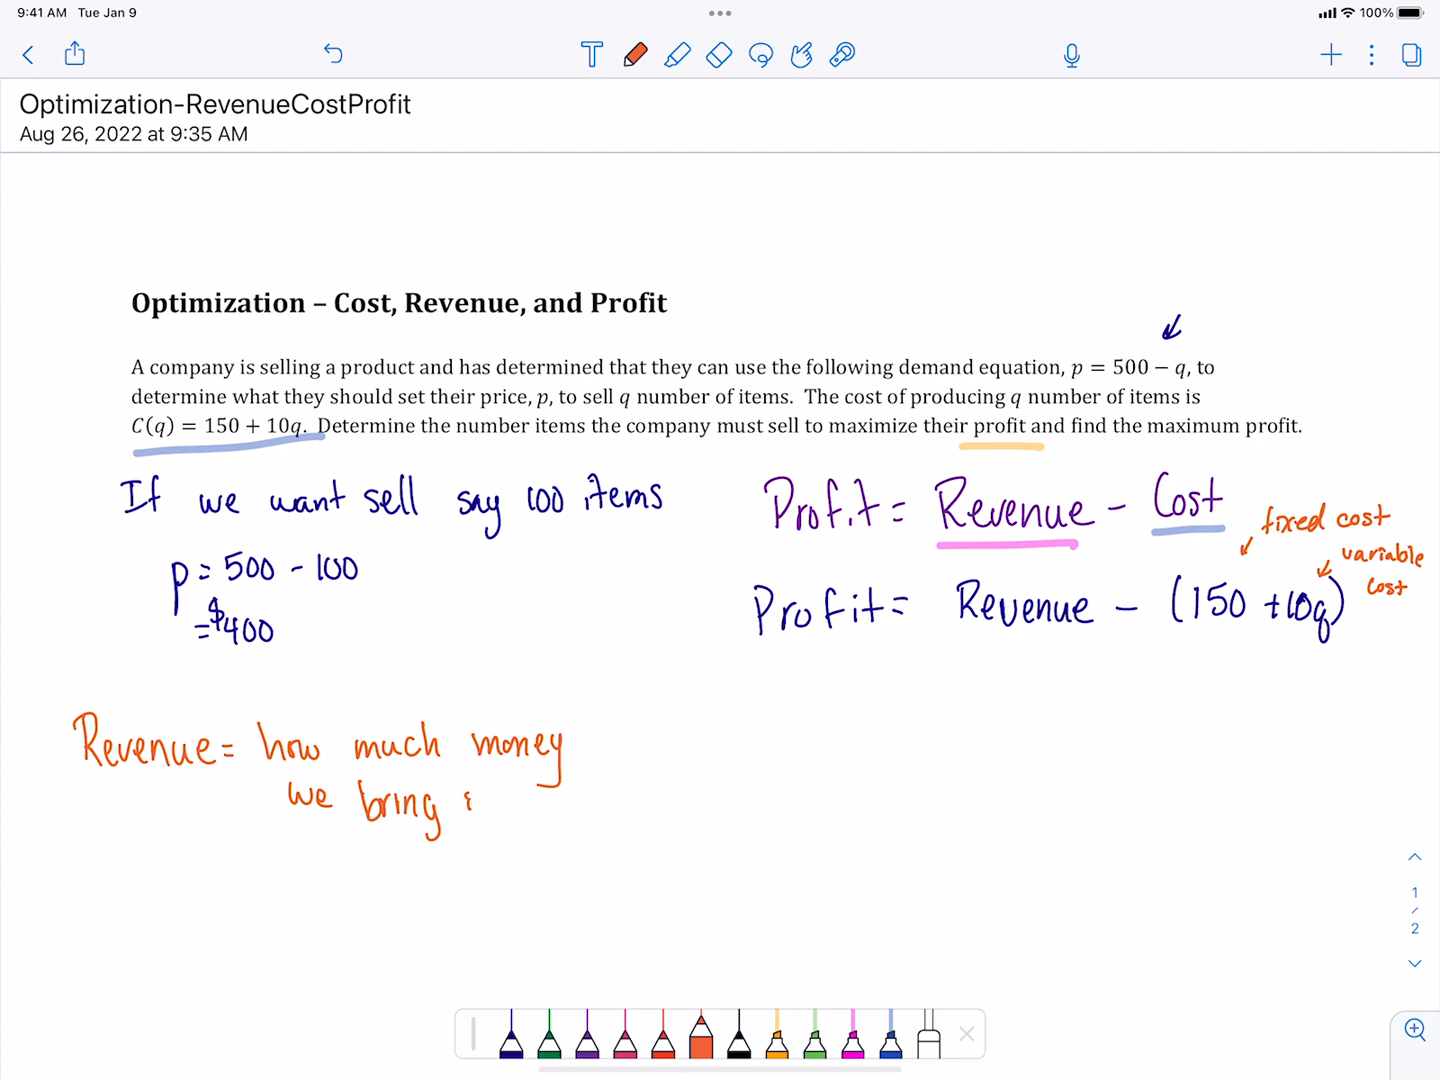 9:41 AM Tue Jan 9
100%
Optimization-RevenueCostProfit
Aug 26, 2022 at 9:35 AM
Optimization – Cost, Revenue, and Profit
A company is selling a product and has determined that they can use the following demand equation, p = 500 − q, to
determine what they should set their price, p, to sell q number of items. The cost of producing q number of items is
C(q) = 150 + 10q. Determine the number items the company must sell to maximize their profit and find the maximum profit.
If we want sell say 100 items
p = 500 - 100
= $400
Profit = Revenue - Cost
fixed cost
variable
cost
Profit = Revenue - (150 + 10q)
Revenue = how much money
we bring
1
/
2